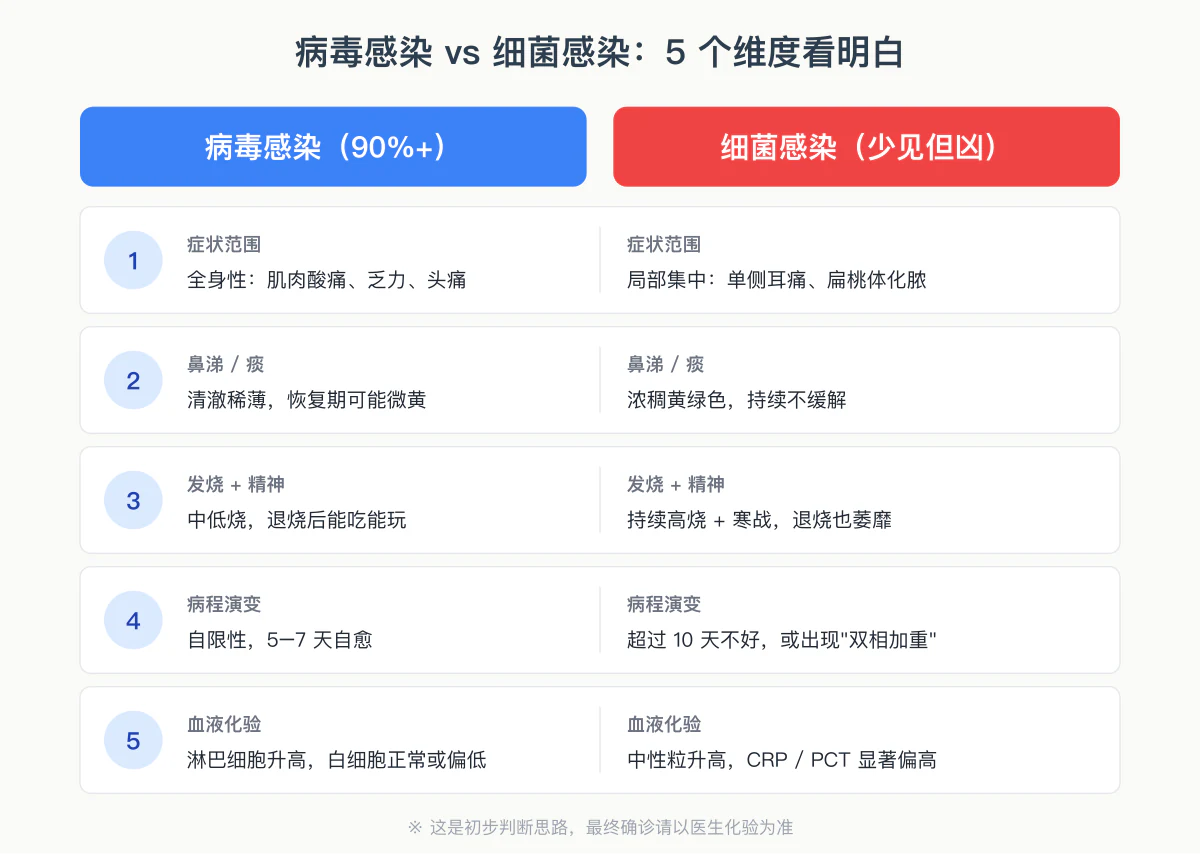 病毒感染 vs 细菌感染：5 个维度看明白
病毒感染（90%+）
细菌感染（少见但凶）
1
症状范围
全身性：肌肉酸痛、乏力、头痛
症状范围
局部集中：单侧耳痛、扁桃体化脓
2
鼻涕 / 痰
清澈稀薄，恢复期可能微黄
鼻涕 / 痰
浓稠黄绿色，持续不缓解
3
发烧 + 精神
中低烧，退烧后能吃能玩
发烧 + 精神
持续高烧 + 寒战，退烧也萎靡
4
病程演变
自限性，5—7 天自愈
病程演变
超过 10 天不好，或出现"双相加重"
5
血液化验
淋巴细胞升高，白细胞正常或偏低
血液化验
中性粒升高，CRP / PCT 显著偏高
※ 这是初步判断思路，最终确诊请以医生化验为准